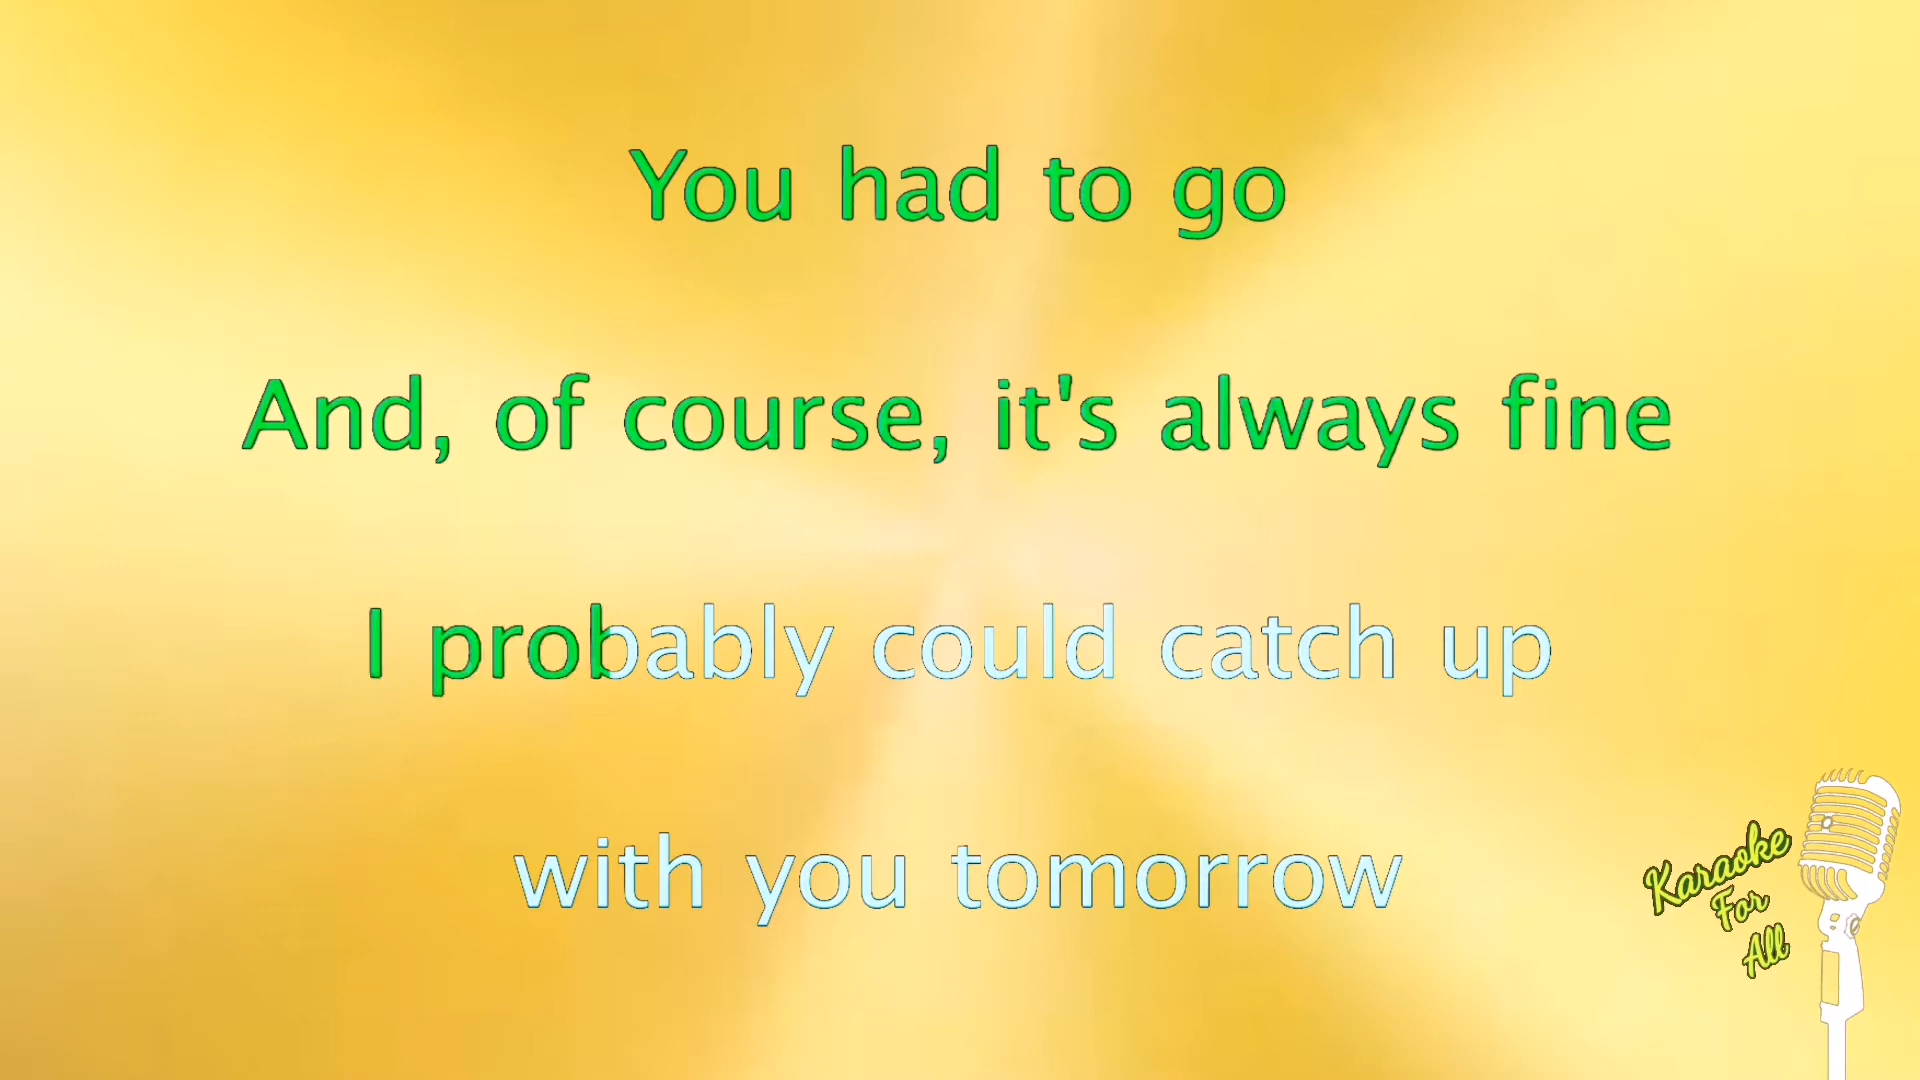 You had to go
And, of course, it's always fine
I probably could catch up
with you tomorrow
Karaoke
For
All